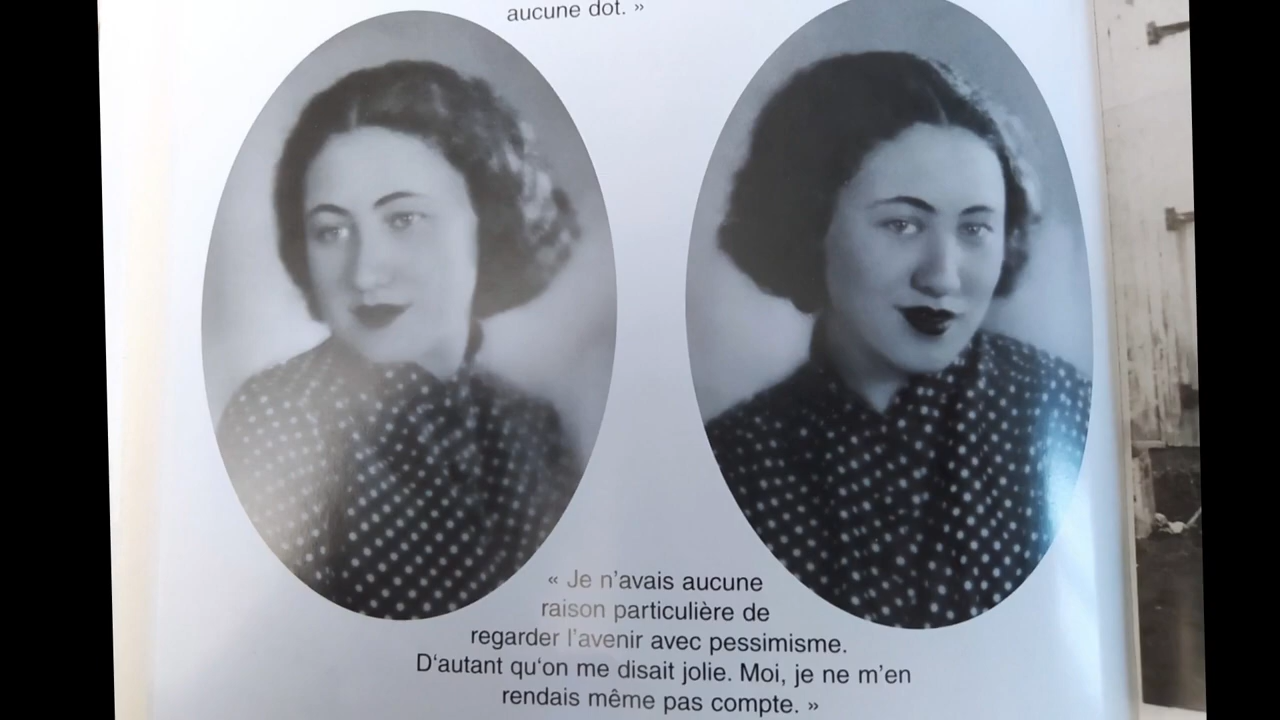 aucune dot. »
« Je n'avais aucune
raison particulière de
regarder l'avenir avec pessimisme.
D'autant qu'on me disait jolie. Moi, je ne m'en
rendais même pas compte. »